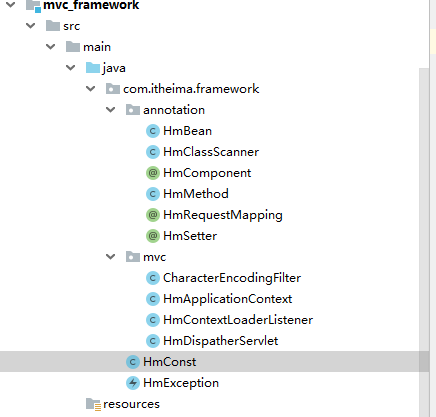 mvc_framework
src
main
java
com.itheima.framework
annotation
HmBean
HmClassScanner
HmComponent
HmMethod
HmRequestMapping
HmSetter
mvc
CharacterEncodingFilter
HmApplicationContext
HmContextLoaderListener
HmDispatherServlet
HmConst
HmException
resources